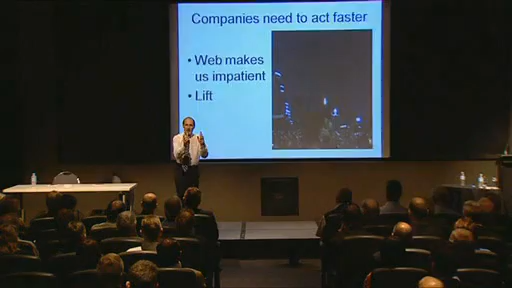 Companies need to act faster
• Web makes
us impatient
• Lift